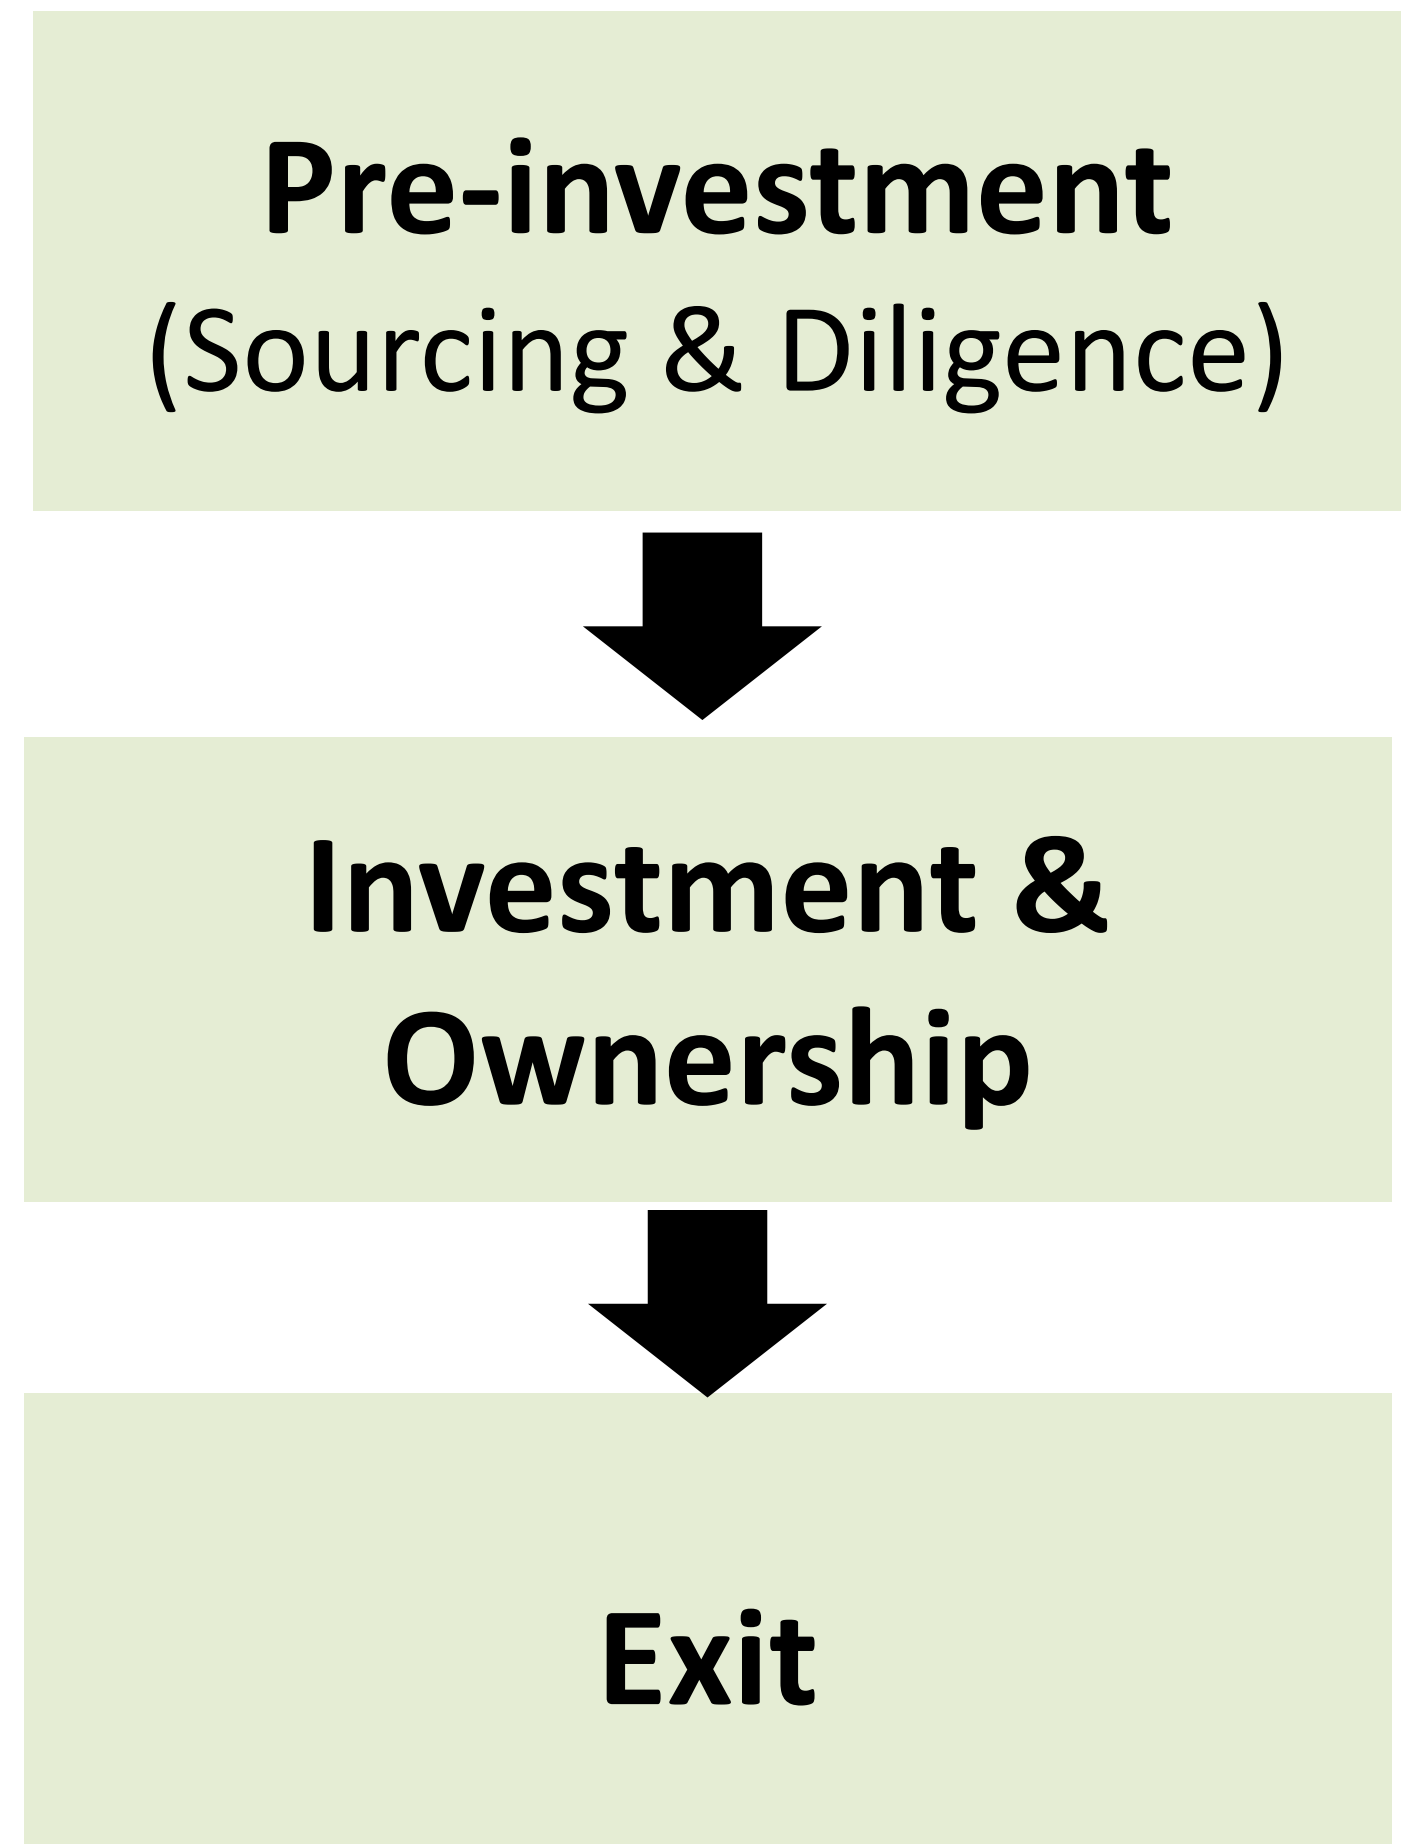 Pre-investment
(Sourcing & Diligence)
Investment &
Ownership
Exit